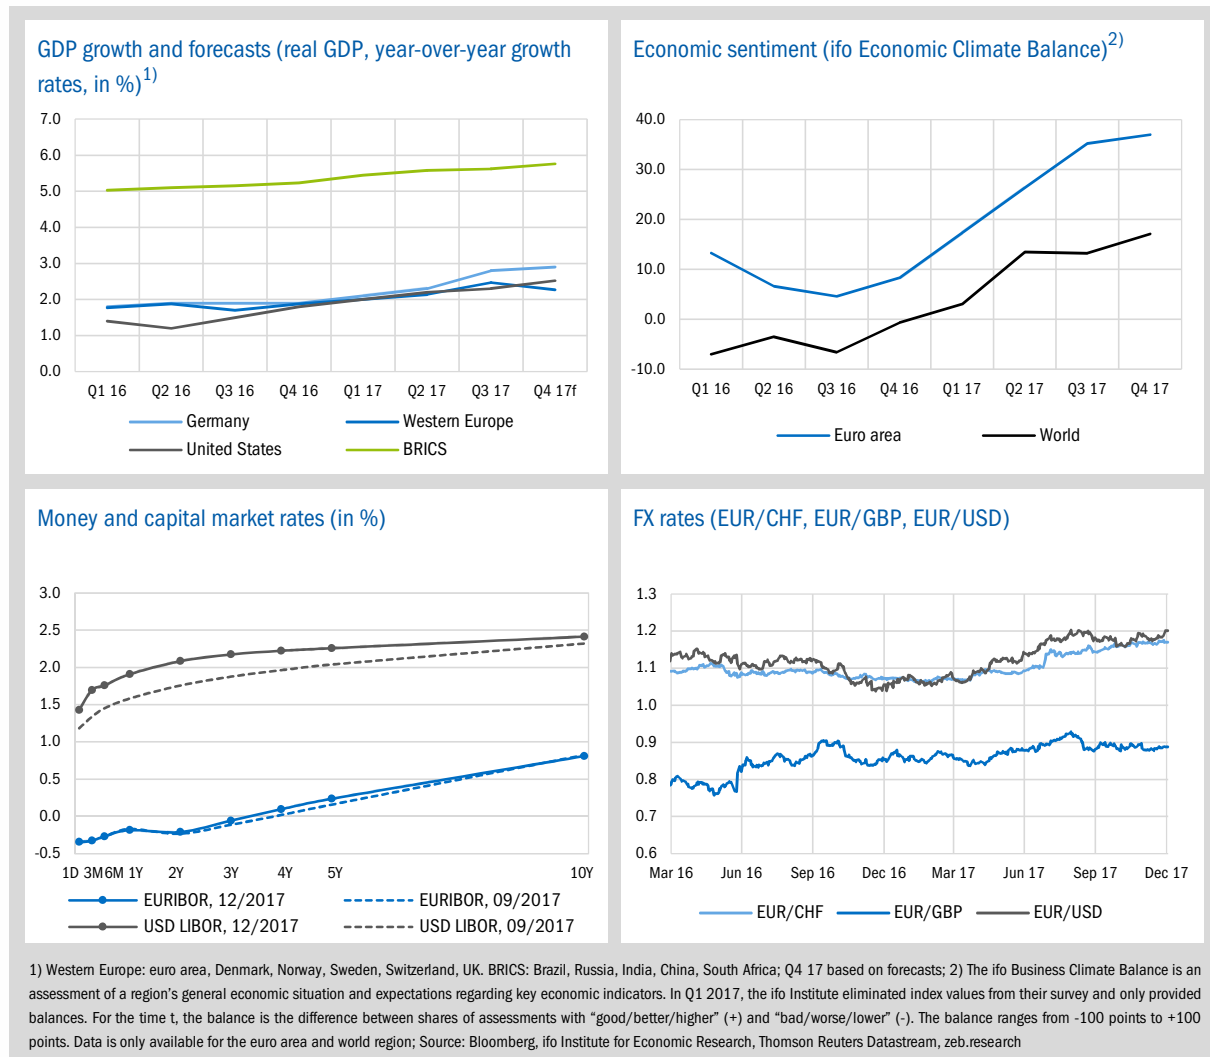 GDP growth and forecasts (real GDP, year-over-year growth
rates, in %)1)
7.0
6.0
5.0
4.0
3.0
2.0
1.0
0.0
Q1 16 Q2 16 Q3 16 Q4 16 Q1 17 Q2 17 Q3 17 Q4 17f
Germany Western Europe
United States BRICS
Economic sentiment (ifo Economic Climate Balance)2)
40.0
30.0
20.0
10.0
0.0
-10.0
Q1 16 Q2 16 Q3 16 Q4 16 Q1 17 Q2 17 Q3 17 Q4 17
Euro area World
Money and capital market rates (in %)
3.0
2.5
2.0
1.5
1.0
0.5
0.0
-0.5
1D 3M 6M 1Y 2Y 3Y 4Y 5Y 10Y
EURIBOR, 12/2017 EURIBOR, 09/2017
USD LIBOR, 12/2017 USD LIBOR, 09/2017
FX rates (EUR/CHF, EUR/GBP, EUR/USD)
1.3
1.2
1.1
1.0
0.9
0.8
0.7
0.6
Mar 16 Jun 16 Sep 16 Dec 16 Mar 17 Jun 17 Sep 17 Dec 17
EUR/CHF EUR/GBP EUR/USD
1) Western Europe: euro area, Denmark, Norway, Sweden, Switzerland, UK. BRICS: Brazil, Russia, India, China, South Africa; Q4 17 based on forecasts; 2) The ifo Business Climate Balance is an
assessment of a region's general economic situation and expectations regarding key economic indicators. In Q1 2017, the ifo Institute eliminated index values from their survey and only provided
balances. For the time t, the balance is the difference between shares of assessments with “good/better/higher” (+) and “bad/worse/lower” (-). The balance ranges from -100 points to +100
points. Data is only available for the euro area and world region; Source: Bloomberg, ifo Institute for Economic Research, Thomson Reuters Datastream, zeb.research